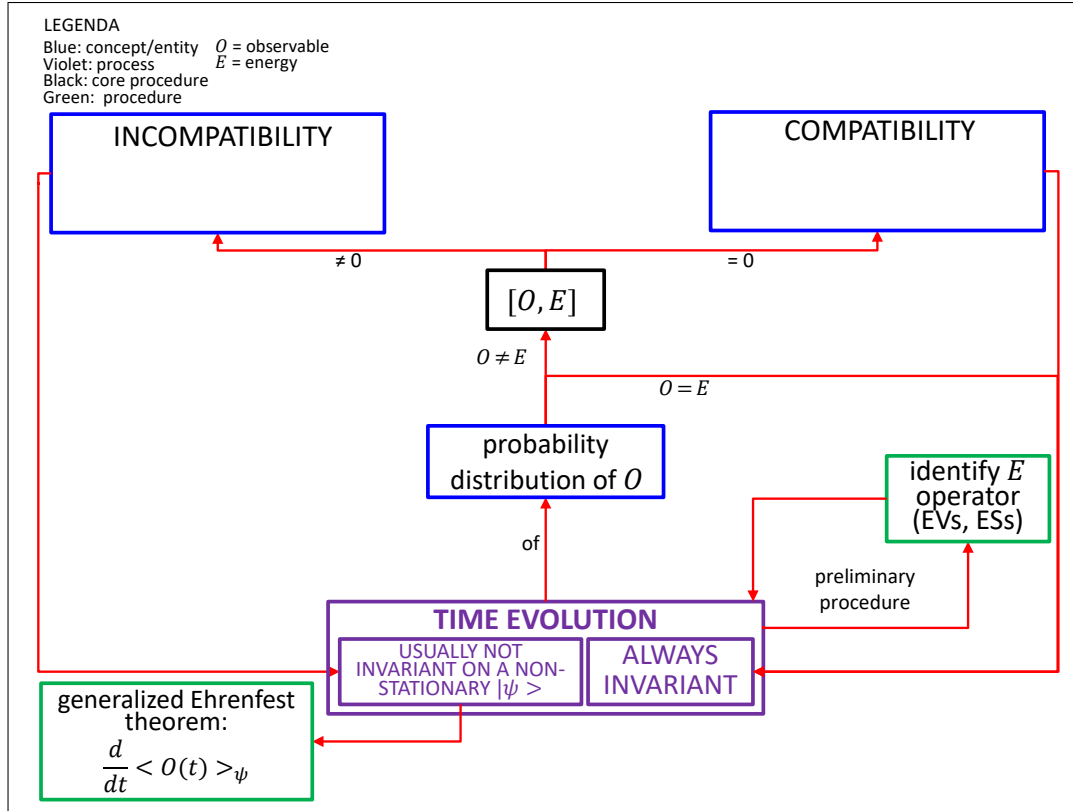 LEGENDA
Blue: concept/entity
Violet: process
Black: core procedure
Green: procedure
O = observable
E = energy
INCOMPATIBILITY
COMPATIBILITY
≠ 0
= 0
[O, E]
O ≠ E
O = E
probability
distribution of O
identify E
operator
(EVs, ESs)
of
preliminary
procedure
TIME EVOLUTION
USUALLY NOT
INVARIANT ON A NON-
STATIONARY |ψ >
ALWAYS
INVARIANT
generalized Ehrenfest
theorem:
d/dt < O(t) >ψ